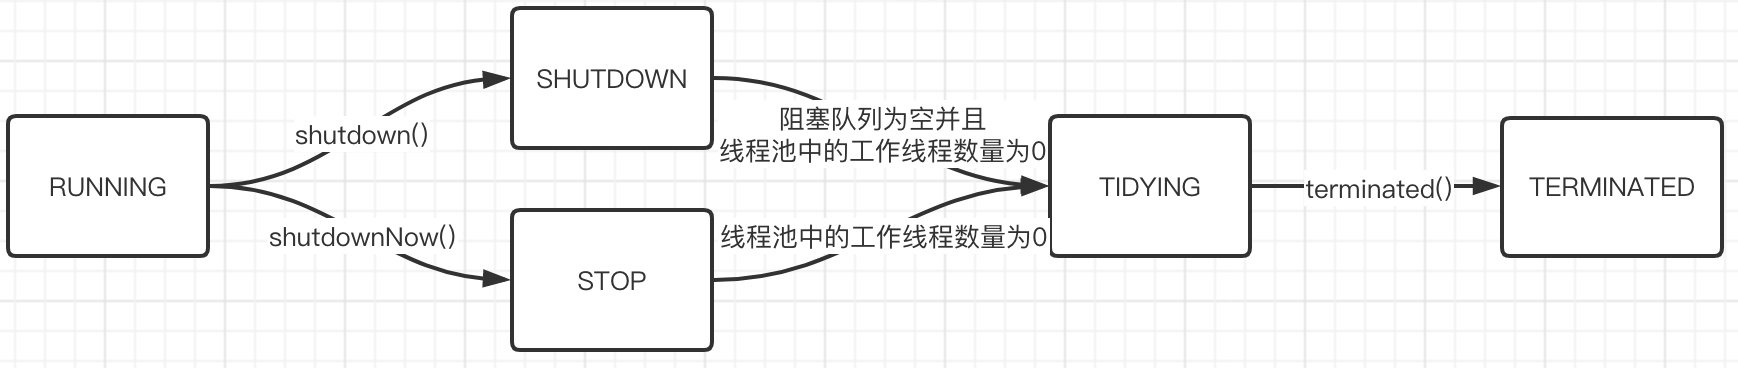 RUNNING
shutdown()
shutdownNow()
SHUTDOWN
STOP
阻塞队列为空并且
线程池中的工作线程数量为0
线程池中的工作线程数量为0
TIDYING
terminated()
TERMINATED